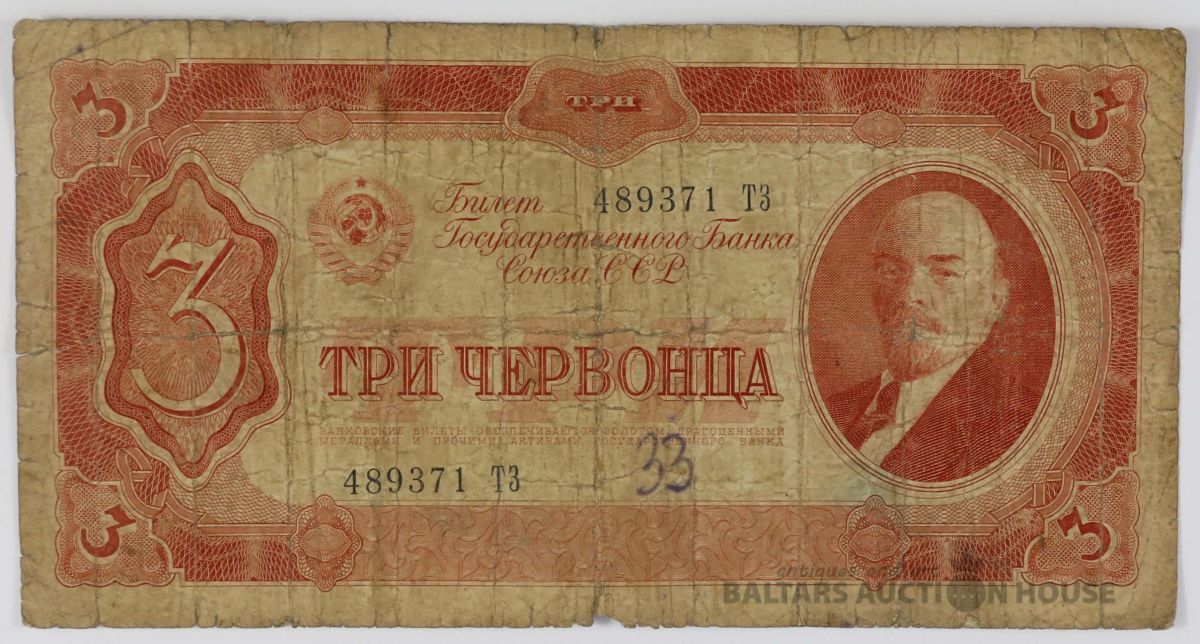 3 ТРИ 3
Билет 489371 ТЗ
Государственного Банка
Союза ССР
3
ТРИ ЧЕРВОНЦА
БАНКОВСКИЕ БИЛЕТЫ ОБЕСПЕЧИВАЮТСЯ ЗОЛОТОМ, ДРАГОЦЕННЫМИ
МЕТАЛЛАМИ И ПРОЧИМИ АКТИВАМИ ГОСУДАРСТВЕННОГО БАНКА
489371 ТЗ 33
3 3
BALTARS AUCTION HOUSE